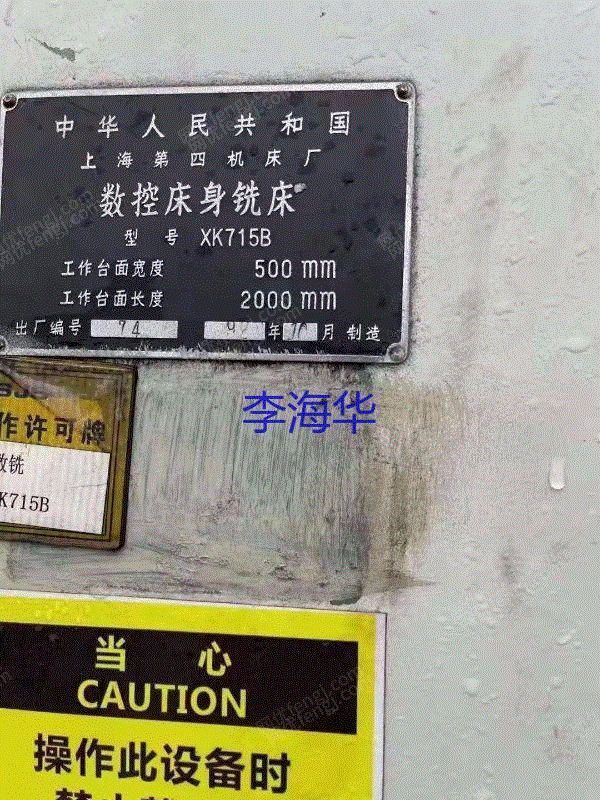 中华人民共和国
上海第四机床厂
数控床身铣床
型 号 XK715B
工作台面宽度 500 mm
工作台面长度 2000 mm
出厂编号 74 年 月 制造
李海华
作许可牌
数铣
K715B
当 心
CAUTION
操作此设备时